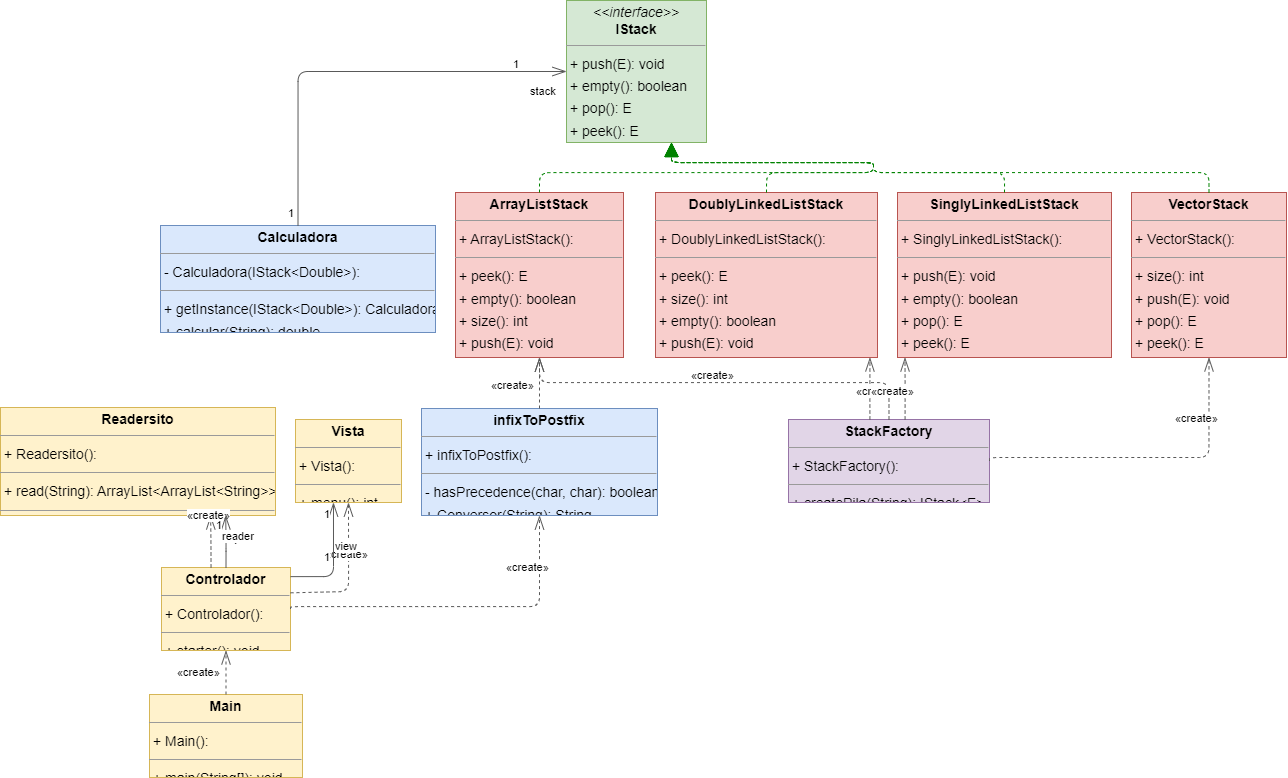 <<interface>>
IStack
+ push(E): void
+ empty(): boolean
+ pop(): E
+ peek(): E
1
stack
1
Calculadora
- Calculadora(IStack<Double>):
+ getInstance(IStack<Double>): Calculadora
+ calcular(String): double
ArrayListStack
+ ArrayListStack():
+ peek(): E
+ empty(): boolean
+ size(): int
+ push(E): void
DoublyLinkedListStack
+ DoublyLinkedListStack():
+ peek(): E
+ size(): int
+ empty(): boolean
+ push(E): void
SinglyLinkedListStack
+ SinglyLinkedListStack():
+ push(E): void
+ empty(): boolean
+ pop(): E
+ peek(): E
VectorStack
+ VectorStack():
+ size(): int
+ push(E): void
+ pop(): E
+ peek(): E
«create»
«create»
«create»
«create»
Readersito
+ Readersito():
+ read(String): ArrayList<ArrayList<String>>
Vista
+ Vista():
+ menu(): int
infixToPostfix
+ infixToPostfix():
- hasPrecedence(char, char): boolean
+ Conversor(String): String
StackFactory
+ StackFactory():
+ createPila(String): IStack<E>
«create»
1
reader
1
view
1
«create»
«create»
Controlador
+ Controlador():
+ starter(): void
«create»
Main
+ Main():
+ main(String[]): void